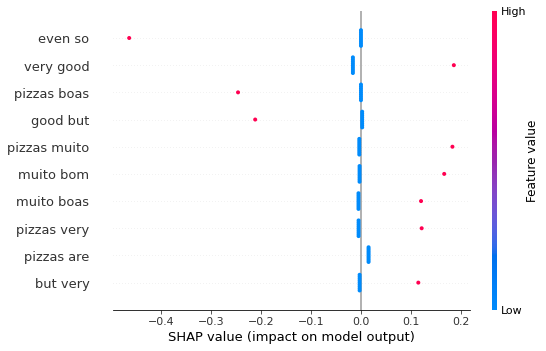 High
even so
very good
pizzas boas
good but
pizzas muito
muito bom
muito boas
pizzas very
pizzas are
but very
Feature value
Low
−0.4 −0.3 −0.2 −0.1 0.0 0.1 0.2
SHAP value (impact on model output)